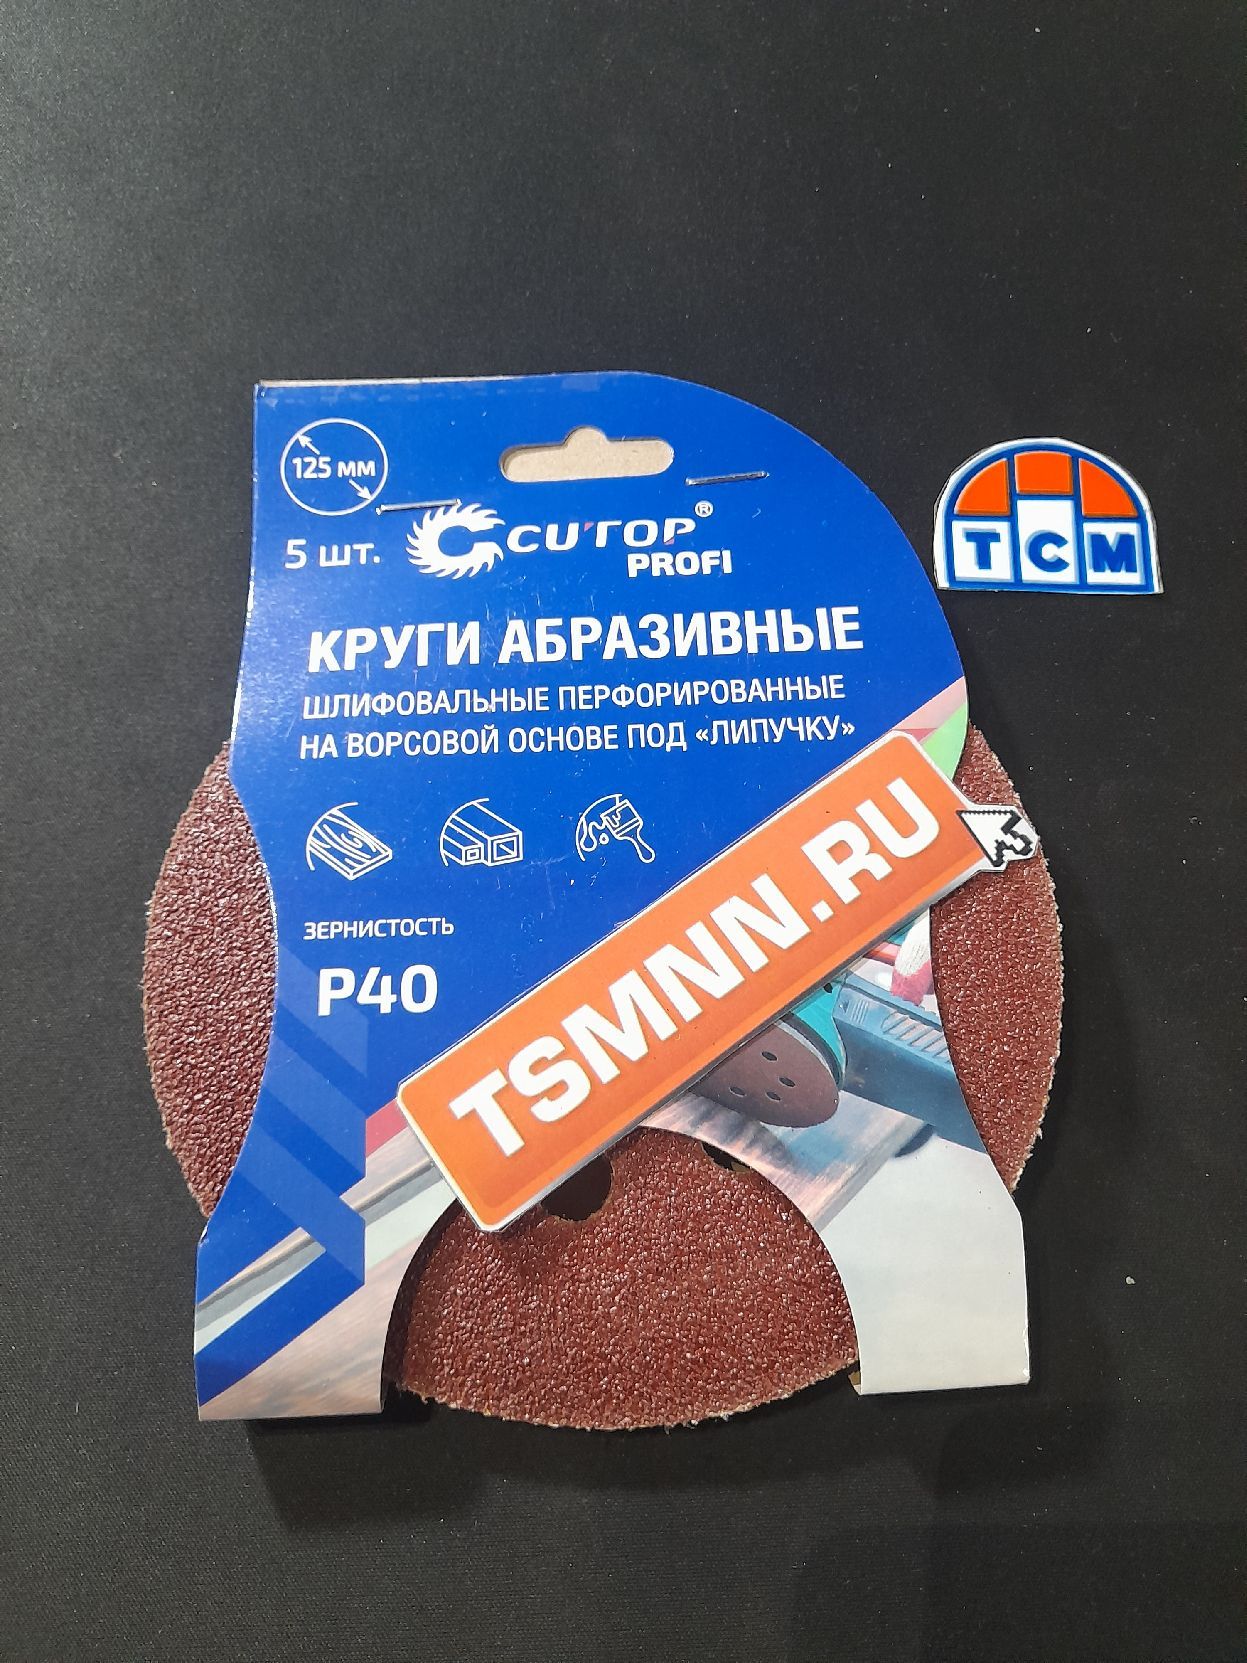 125 мм
5 шт.
CUTOP®
PROFI
КРУГИ АБРАЗИВНЫЕ
ШЛИФОВАЛЬНЫЕ ПЕРФОРИРОВАННЫЕ
НА ВОРСОВОЙ ОСНОВЕ ПОД «ЛИПУЧКУ»
ЗЕРНИСТОСТЬ
P40
TSMNN.RU
ТСМ